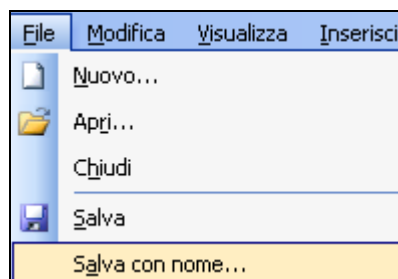 File Modifica Visualizza Inserisci
Nuovo...
Apri...
Chiudi
Salva
Salva con nome...